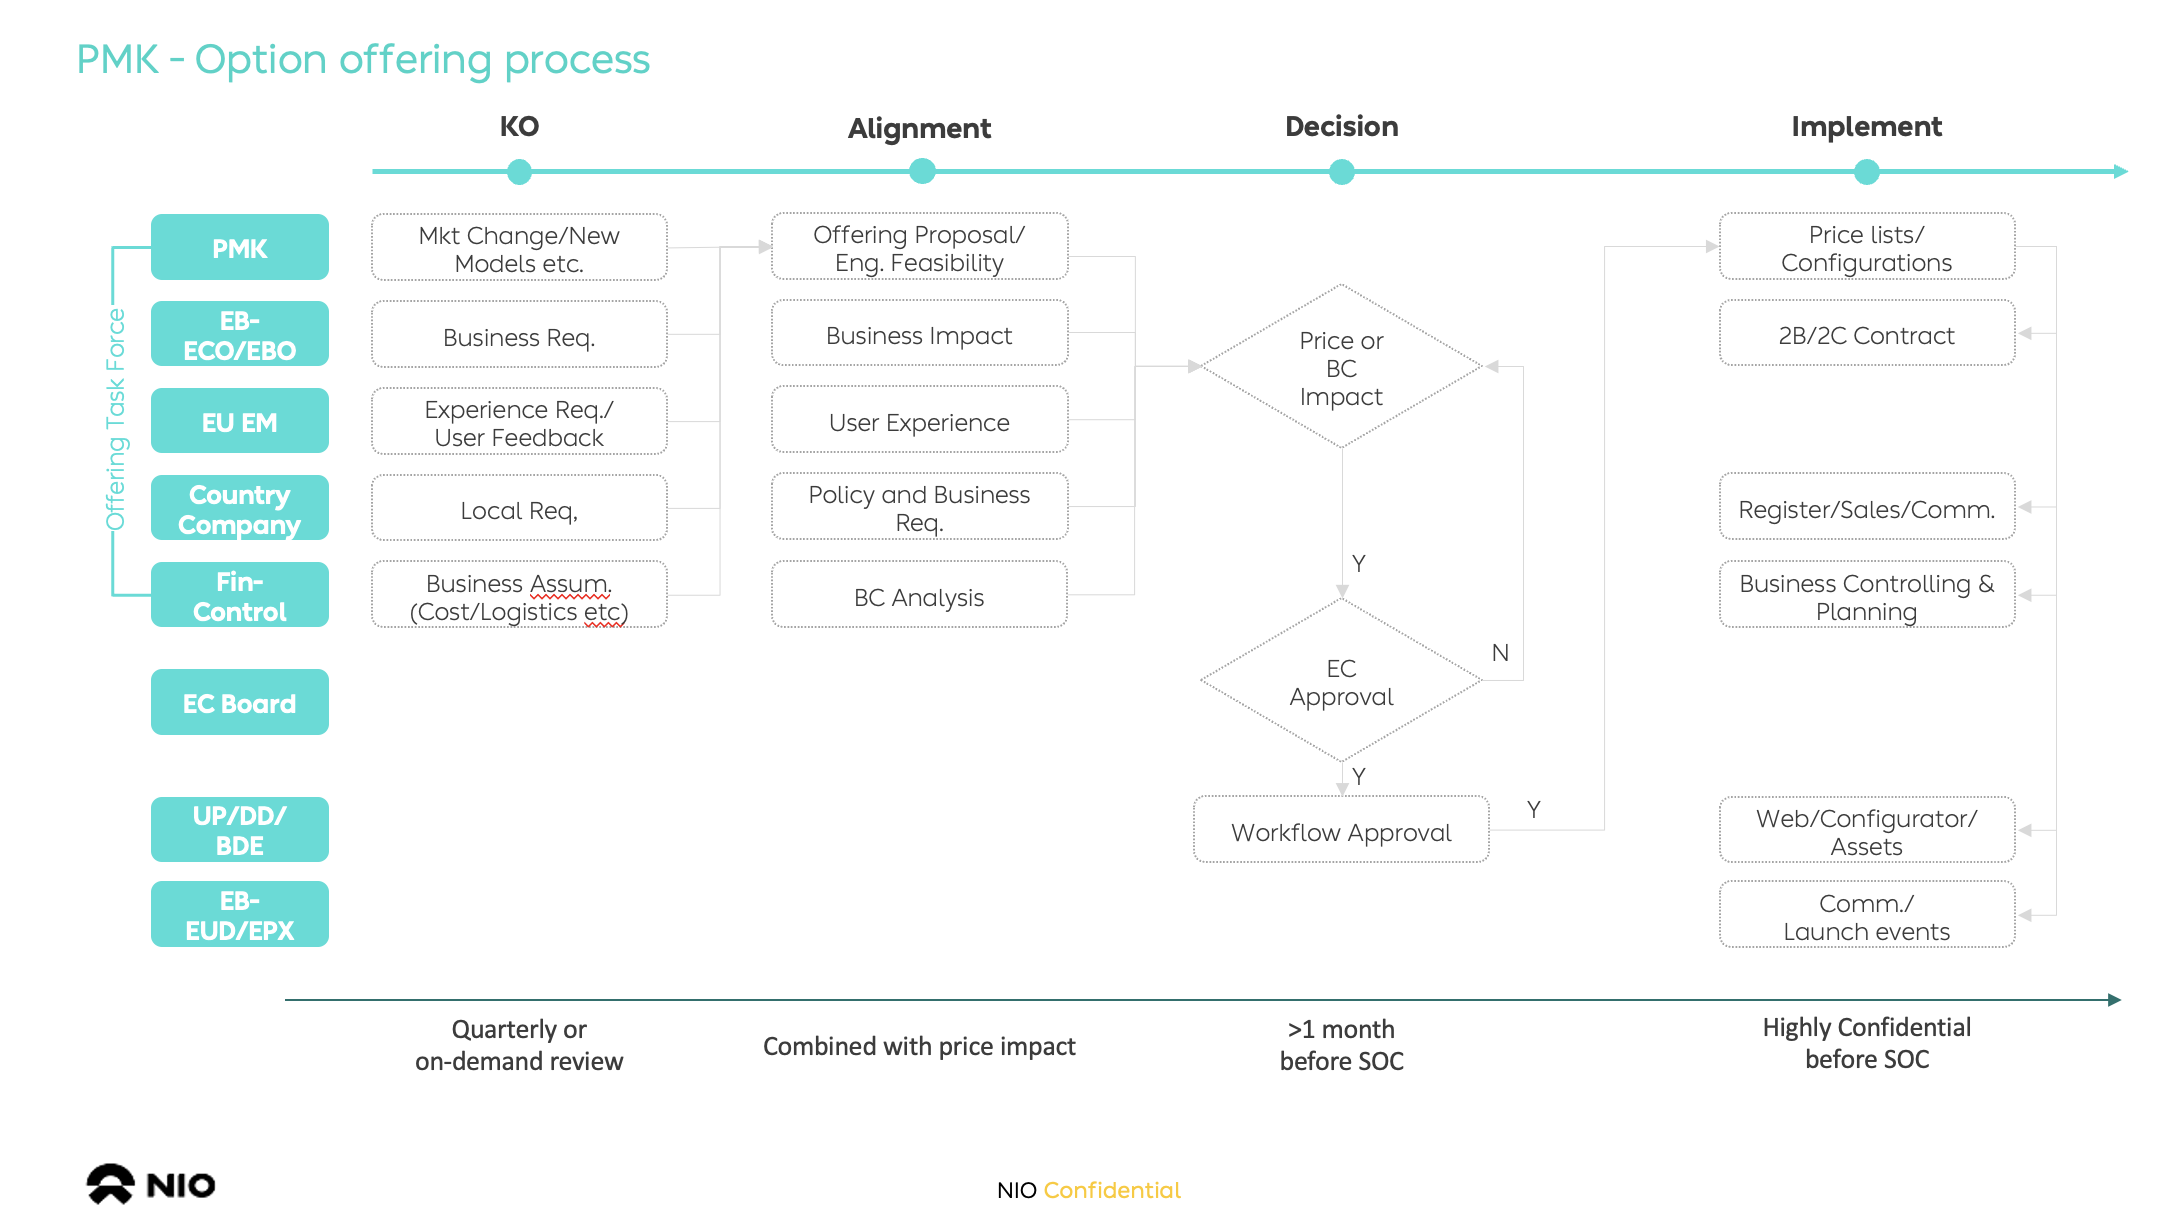 PMK - Option offering process
KO
Alignment
Decision
Implement
Offering Task Force
PMK
Mkt Change/New
Models etc.
Offering Proposal/
Eng. Feasibility
Price lists/
Configurations
EB-
ECO/EBO
Business Req.
Business Impact
Price or
BC
Impact
2B/2C Contract
EU EM
Experience Req./
User Feedback
User Experience
Country
Company
Local Req,
Policy and Business
Req.
Register/Sales/Comm.
Y
Fin-
Control
Business Assum.
(Cost/Logistics etc)
BC Analysis
Business Controlling &
Planning
EC Board
EC
Approval
N
Y
UP/DD/
BDE
Workflow Approval
Y
Web/Configurator/
Assets
EB-
EUD/EPX
Comm./
Launch events
Quarterly or
on-demand review
Combined with price impact
>1 month
before SOC
Highly Confidential
before SOC
NIO
NIO Confidential